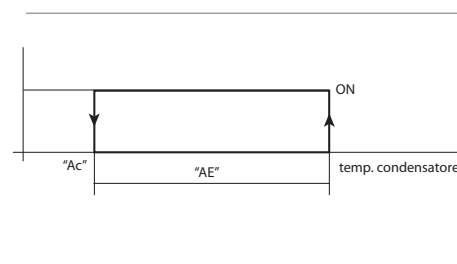 ON
“Ac”
“AE”
temp. condensatore